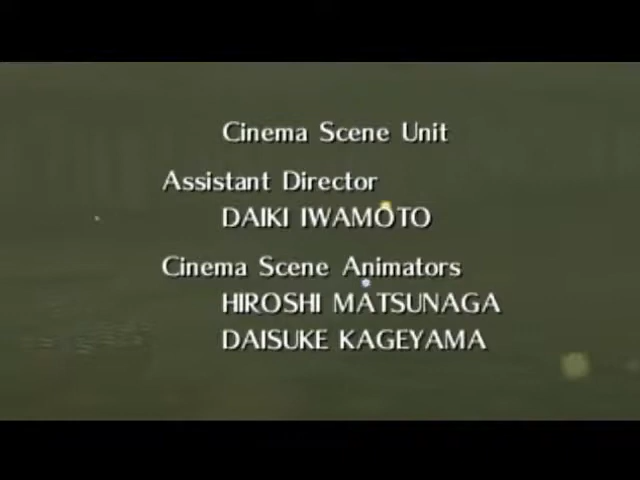 Cinema Scene Unit
Assistant Director
DAIKI IWAMOTO
Cinema Scene Animators
HIROSHI MATSUNAGA
DAISUKE KAGEYAMA